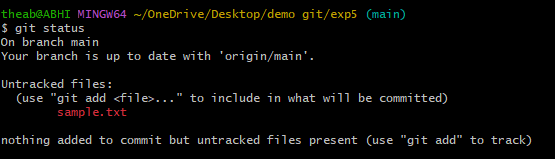 theab@ABHI MINGW64 ~/OneDrive/Desktop/demo git/exp5 (main)
$ git status
On branch main
Your branch is up to date with 'origin/main'.

Untracked files:
  (use "git add <file>..." to include in what will be committed)
        sample.txt

nothing added to commit but untracked files present (use "git add" to track)